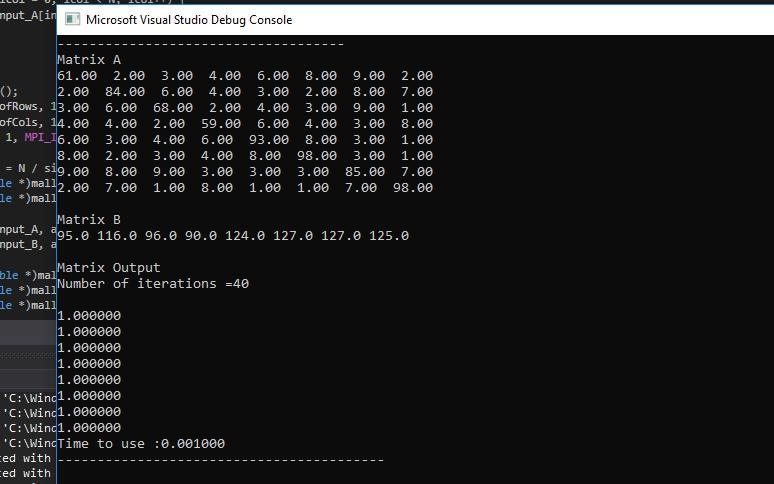 Microsoft Visual Studio Debug Console
nput_A[in
------------------------------------
Matrix A
61.00 2.00 3.00 4.00 6.00 8.00 9.00 2.00
2.00 84.00 6.00 4.00 3.00 2.00 8.00 7.00
3.00 6.00 68.00 2.00 4.00 3.00 9.00 1.00
4.00 4.00 2.00 59.00 6.00 4.00 3.00 8.00
6.00 3.00 4.00 6.00 93.00 8.00 3.00 1.00
8.00 2.00 3.00 4.00 8.00 98.00 3.00 1.00
9.00 8.00 9.00 3.00 3.00 3.00 85.00 7.00
2.00 7.00 1.00 8.00 1.00 1.00 7.00 98.00
Matrix B
95.0 116.0 96.0 90.0 124.0 127.0 127.0 125.0
Matrix Output
Number of iterations =40
1.000000
1.000000
1.000000
1.000000
1.000000
1.000000
1.000000
1.000000
Time to use :0.001000
-----------------------------------------
();
ofRows, 1
ofCols, 1
1, MPI_I
= N / si
le *)mall
le *)mall
nput_A, a
nput_B, a
ble *)mal
le *)mall
le *)mall
'C:\Wind
'C:\Wind
'C:\Wind
'C:\Wind
ted with
ted with